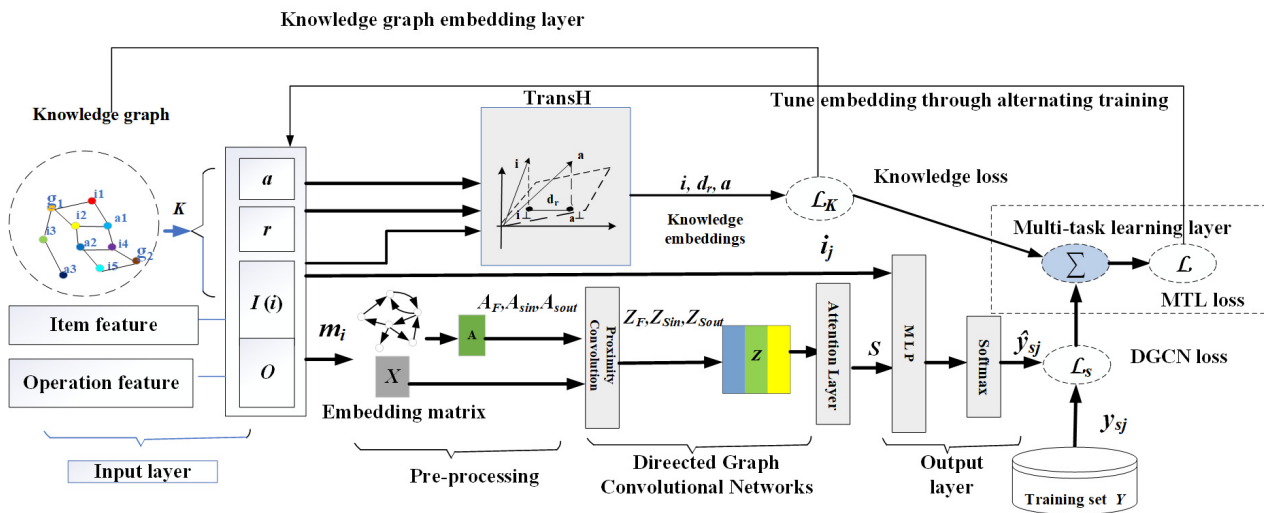 Knowledge graph embedding layer
Knowledge graph
TransH
Tune embedding through alternating training
g1
i1
i2
a1
i3
a2
i4
g2
i5
a3
K
a
r
I (i)
O
Item feature
Operation feature
Input layer
i
a
dr
i⊥
a⊥
i, dr, a
Knowledge
embeddings
ℒK
Knowledge loss
Multi-task learning layer
∑
ℒ
MTL loss
ij
mi
A
X
Embedding matrix
AF,Asin,Asout
Proximity
Convolution
ZF,ZSin,ZSout
Z
Attention Layer
S
MLP
Softmax
ŷsj
ℒs
DGCN loss
ysj
Training set Y
Pre-processing
Direected Graph
Convolutional Networks
Output
layer